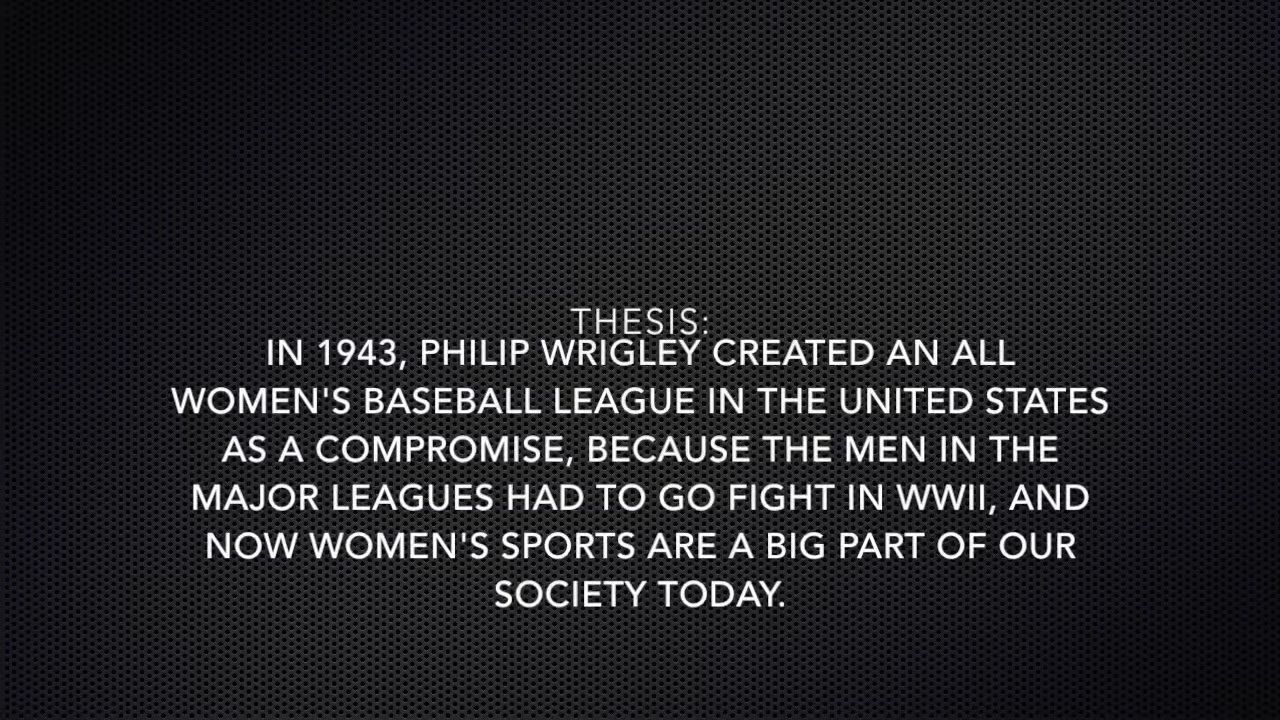 THESIS:
IN 1943, PHILIP WRIGLEY CREATED AN ALL
WOMEN'S BASEBALL LEAGUE IN THE UNITED STATES
AS A COMPROMISE, BECAUSE THE MEN IN THE
MAJOR LEAGUES HAD TO GO FIGHT IN WWII, AND
NOW WOMEN'S SPORTS ARE A BIG PART OF OUR
SOCIETY TODAY.